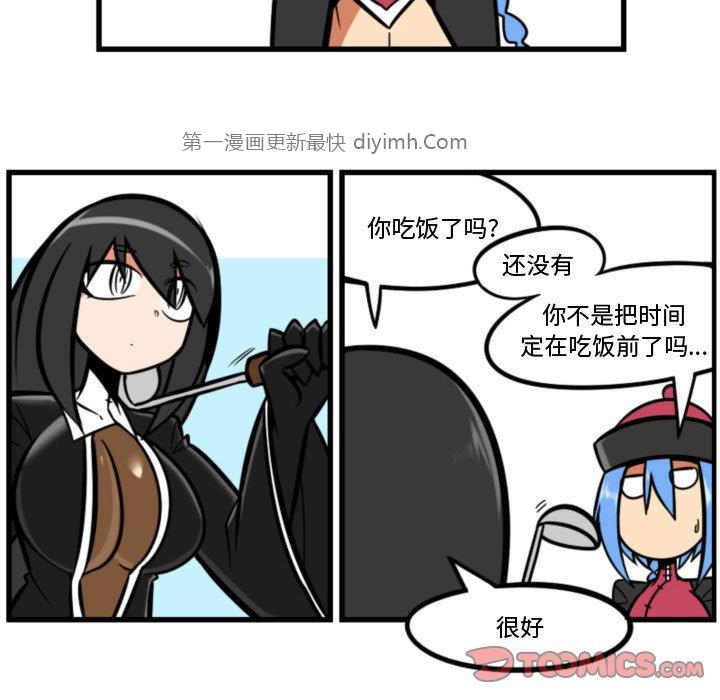 第一漫画更新最快 diyimh.Com
你吃饭了吗?
还没有
你不是把时间
定在吃饭前了吗...
很好
TOOMICS.COM